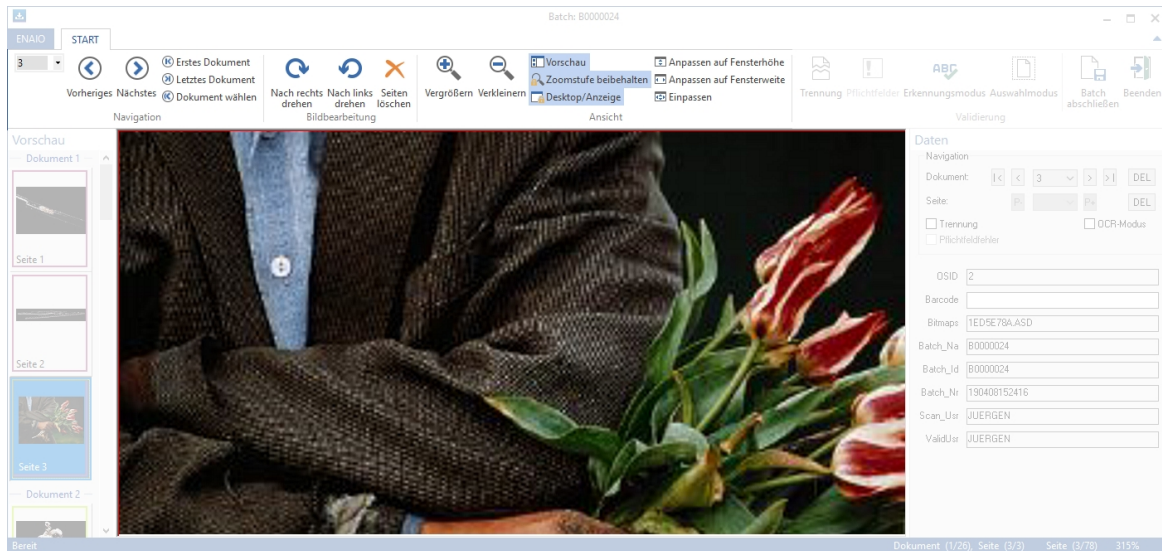 Batch: B0000024
ENAIO START
3
Vorheriges Nächstes
Erstes Dokument
Letztes Dokument
Dokument wählen
Navigation
Nach rechts drehen
Nach links drehen
Seiten löschen
Bildbearbeitung
Vergrößern Verkleinern
Vorschau
Zoomstufe beibehalten
Desktop/Anzeige
Anpassen auf Fensterhöhe
Anpassen auf Fensterweite
Einpassen
Ansicht
Trennung Pflichtfelder Erkennungsmodus Auswahlmodus
ABC
Validierung
Batch abschließen
Beenden
Vorschau
Dokument 1
Seite 1
Seite 2
Seite 3
Dokument 2
Daten
Navigation
Dokument: |< < 3 > >| DEL
Seite: P- P+ DEL
Trennung OCR-Modus
Pflichtfeldfehler
OSID 2
Barcode
Bitmaps 1ED5E78A.ASD
Batch_Na B0000024
Batch_Id B0000024
Batch_Nr 190408152416
Scan_Usr JUERGEN
ValidUsr JUERGEN
Bereit
Dokument (1/26), Seite (3/3) Seite (3/78) 315%